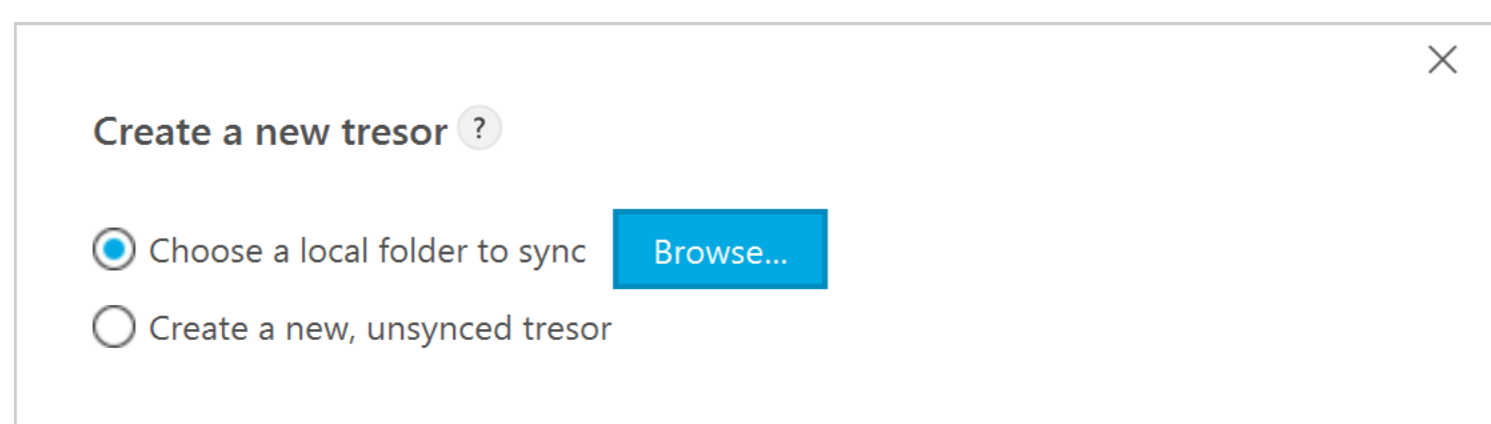 Create a new tresor ?
Choose a local folder to sync Browse...
Create a new, unsynced tresor